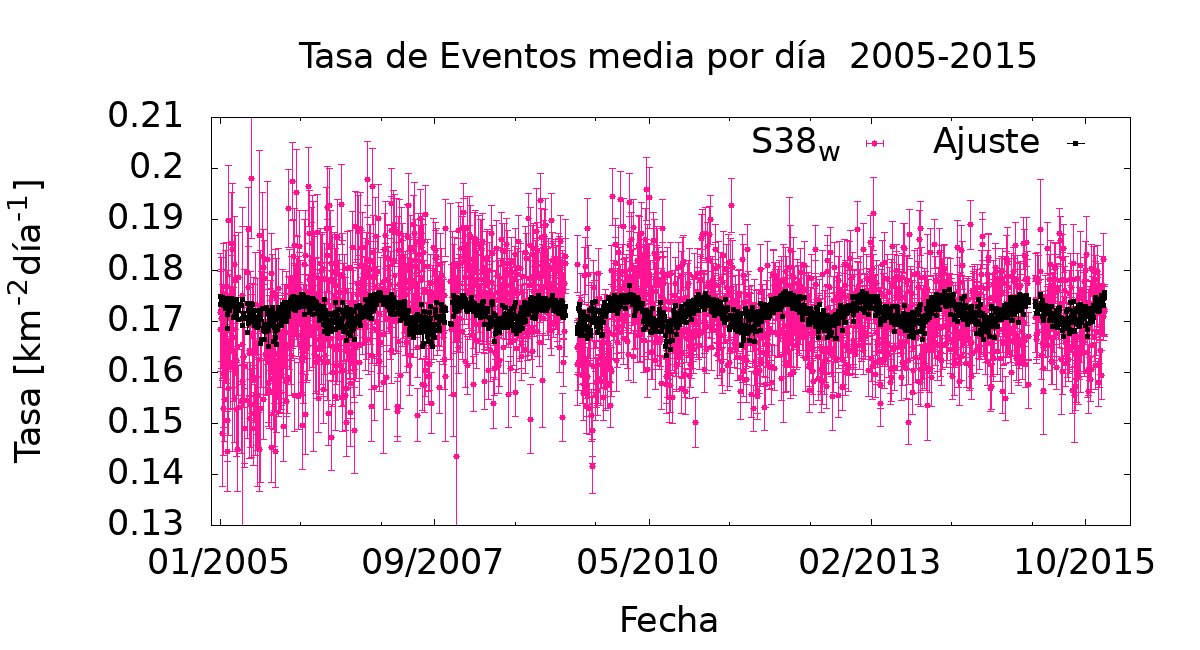 Tasa de Eventos media por día  2005-2015
S38w
Ajuste
0.21
0.2
0.19
0.18
0.17
0.16
0.15
0.14
0.13
Tasa [km-2día-1]
01/2005
09/2007
05/2010
02/2013
10/2015
Fecha